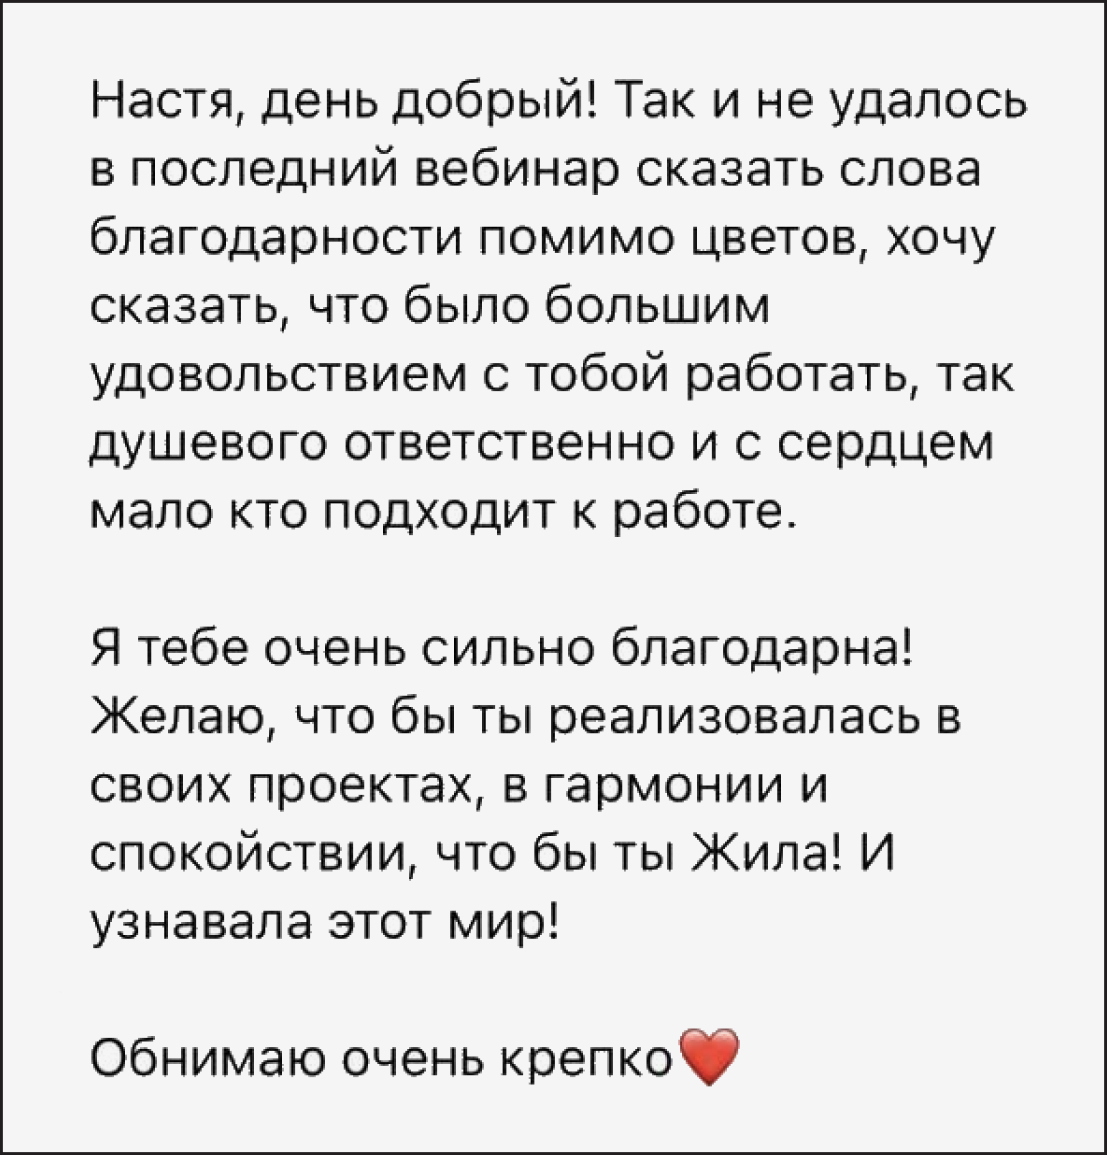 Настя, день добрый! Так и не удалось
в последний вебинар сказать слова
благодарности помимо цветов, хочу
сказать, что было большим
удовольствием с тобой работать, так
душевого ответственно и с сердцем
мало кто подходит к работе.
Я тебе очень сильно благодарна!
Желаю, что бы ты реализовалась в
своих проектах, в гармонии и
спокойствии, что бы ты Жила! И
узнавала этот мир!
Обнимаю очень крепко❤️